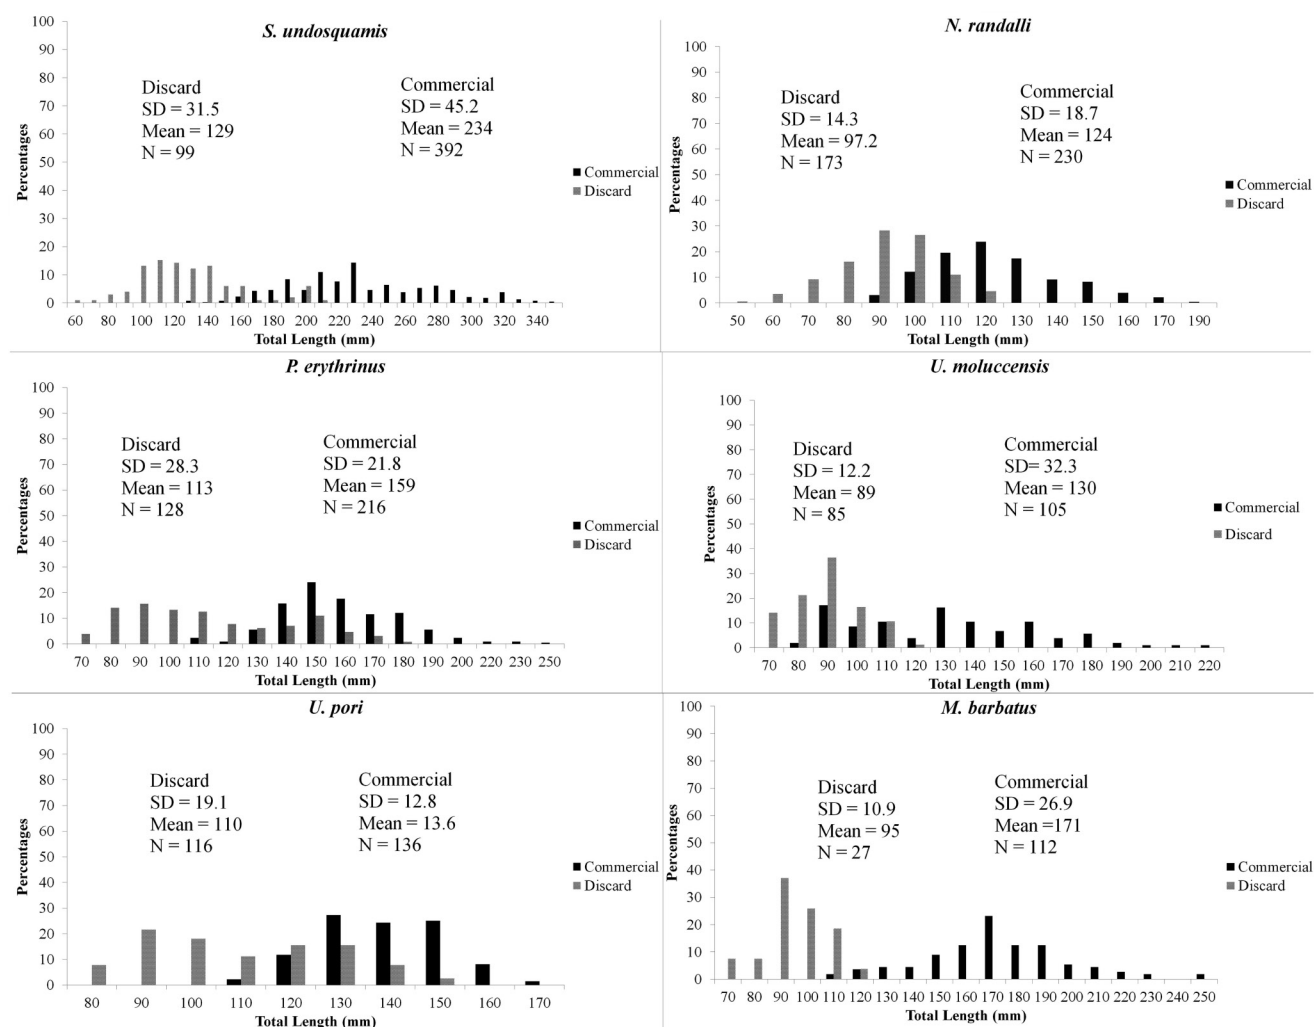 S. undosquamis
100
90
80
70
60
50
40
30
20
10
0
Percentages
Discard
SD = 31.5
Mean = 129
N = 99
Commercial
SD = 45.2
Mean = 234
N = 392
Commercial
Discard
60 80 100 120 140 160 180 200 220 240 260 280 300 320 340
Total Length (mm)
N. randalli
100
90
80
70
60
50
40
30
20
10
0
Percentages
Discard
SD = 14.3
Mean = 97.2
N = 173
Commercial
SD = 18.7
Mean = 124
N = 230
Commercial
Discard
50 60 70 80 90 100 110 120 130 140 150 160 170 190
Total Length (mm)
P. erythrinus
100
90
80
70
60
50
40
30
20
10
0
Percentages
Discard
SD = 28.3
Mean = 113
N = 128
Commercial
SD = 21.8
Mean = 159
N = 216
Commercial
Discard
70 80 90 100 110 120 130 140 150 160 170 180 190 200 220 230 250
Total Length (mm)
U. moluccensis
100
90
80
70
60
50
40
30
20
10
0
Percentages
Discard
SD = 12.2
Mean = 89
N = 85
Commercial
SD= 32.3
Mean = 130
N = 105
Commercial
Discard
70 80 90 100 110 120 130 140 150 160 170 180 190 200 210 220
Total Length (mm)
U. pori
100
90
80
70
60
50
40
30
20
10
0
Percentages
Discard
SD = 19.1
Mean = 110
N = 116
Commercial
SD = 12.8
Mean = 13.6
N = 136
Commercial
Discard
80 90 100 110 120 130 140 150 160 170
Total Length (mm)
M. barbatus
100
90
80
70
60
50
40
30
20
10
0
Percentages
Discard
SD = 10.9
Mean = 95
N = 27
Commercial
SD = 26.9
Mean =171
N = 112
Commercial
Discard
70 80 90 100 110 120 130 140 150 160 170 180 190 200 210 220 230 240 250
Total Length (mm)